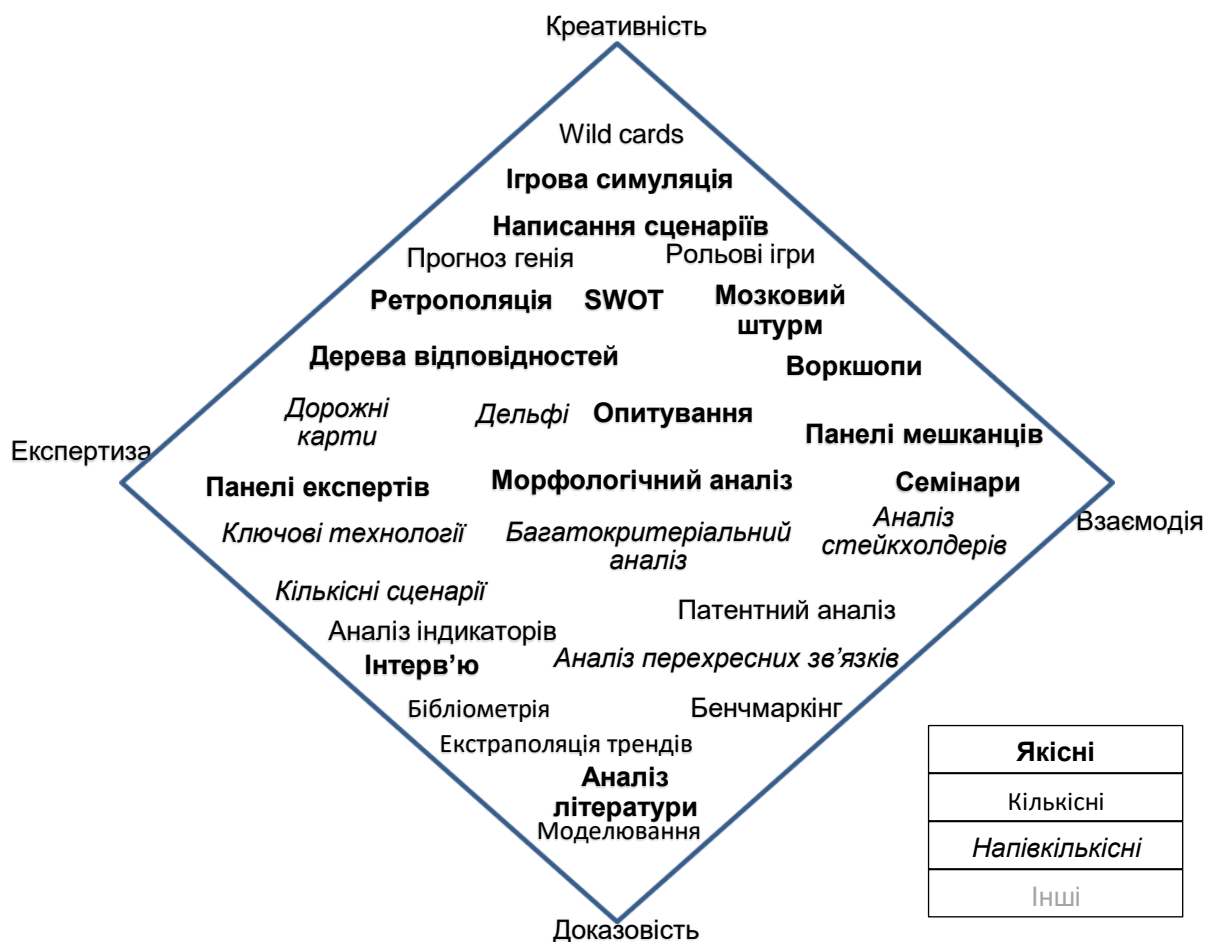 Креативність
Wild cards
Ігрова симуляція
Написання сценаріїв
Прогноз генія
Рольові ігри
Ретрополяція
SWOT
Мозковий
штурм
Дерева відповідностей
Воркшопи
Дорожні
карти
Дельфі
Опитування
Панелі мешканців
Експертиза
Панелі експертів
Морфологічний аналіз
Семінари
Взаємодія
Ключові технології
Багатокритеріальний
аналіз
Аналіз
стейкхолдерів
Кількісні сценарії
Патентний аналіз
Аналіз індикаторів
Інтерв’ю
Аналіз перехресних зв’язків
Бібліометрія
Бенчмаркінг
Екстраполяція трендів
Аналіз
літератури
Моделювання
Доказовість
Якісні
Кількісні
Напівкількісні
Інші